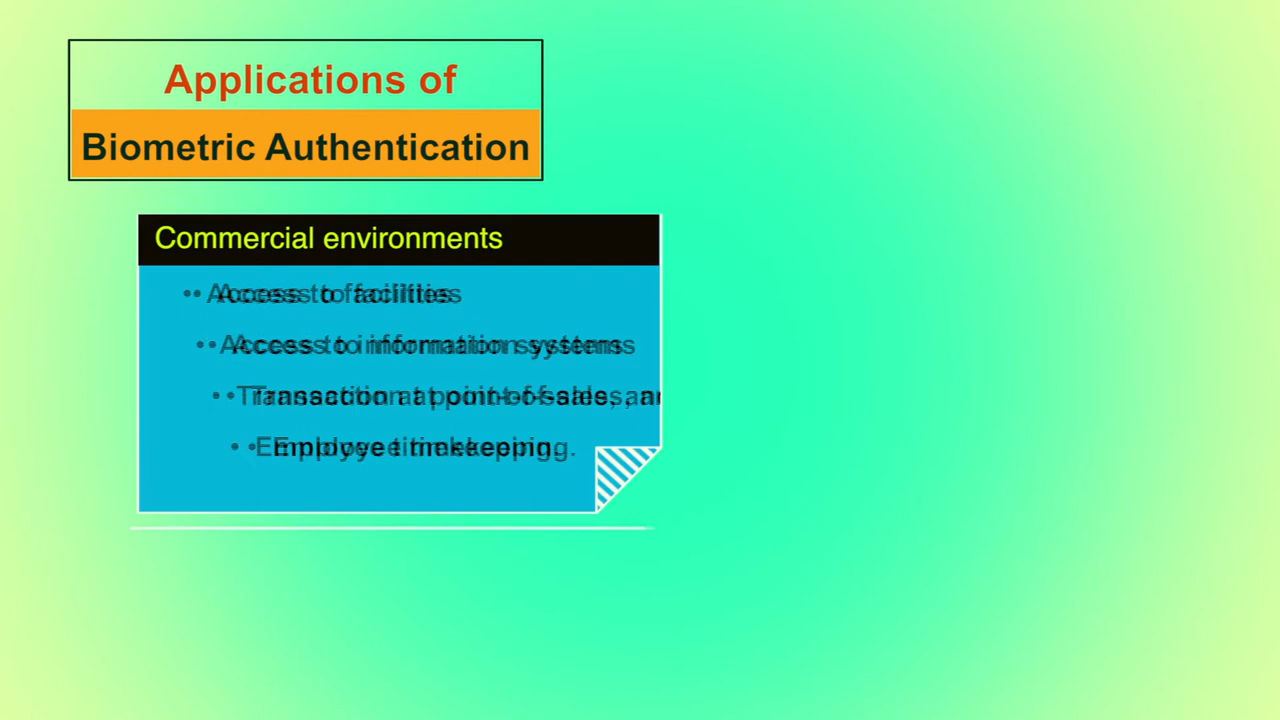 Applications of
Biometric Authentication
Commercial environments
• Access to facilities
• Access to information systems
• Transaction at point-of-sales,
• Employee timekeeping.